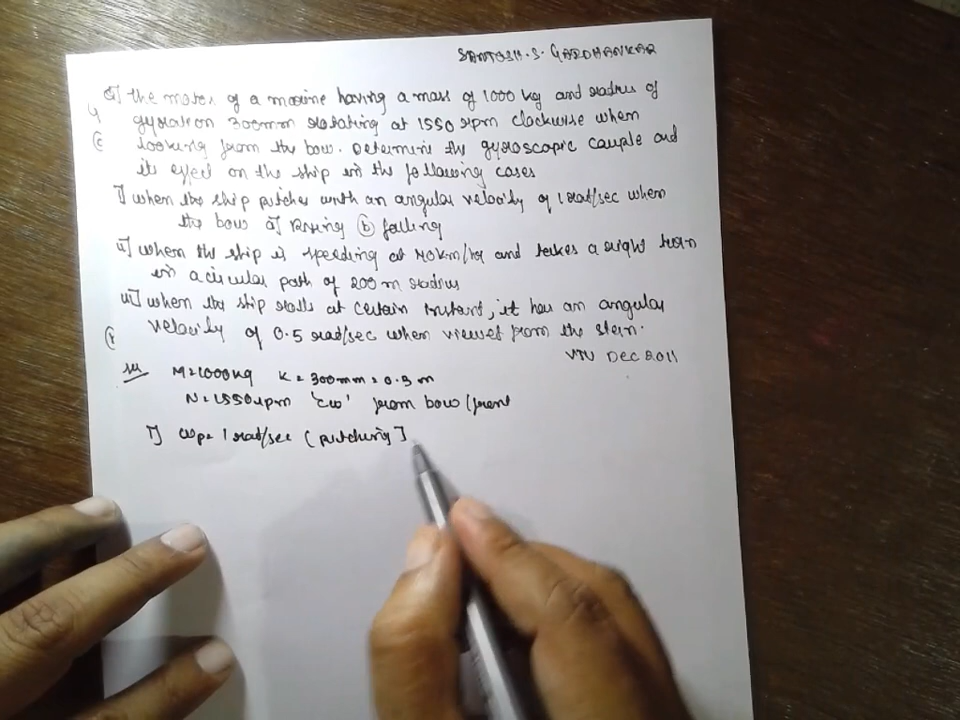 SANTOSH.S. GARDHANKAR
Q] The motor of a marine having a mass of 1000 kg and radius of
gyration 300mm rotating at 1550 rpm clockwise when
looking from the bow. Determine the gyroscopic couple and
its effect on the ship in the following cases
i] when the ship pitches with an angular velocity of 1 rad/sec when
the bow a) Rising (b) falling
ii] when the ship is speeding at 40km/hr and takes a right turn
in a circular path of 200 m radius
iii] when the ship rolls at certain instant, it has an angular
velocity of 0.5 rad/sec when viewed from the stern.
VTU Dec 2011
M=1000kg K = 300mm = 0.3 m
N=1550rpm 'cw' from bow (front
i] ωp= 1 rad/sec (pitching]